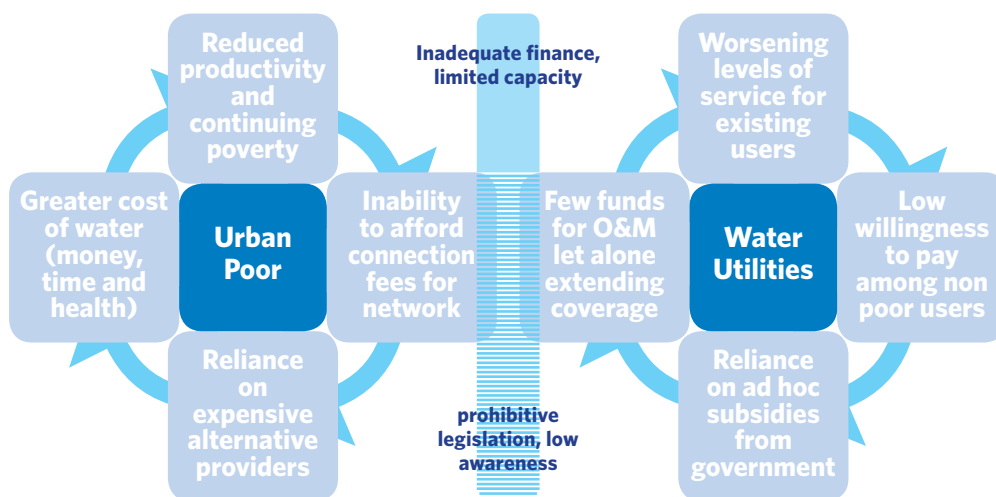 Reduced
productivity
and
continuing
poverty
Greater cost
of water
(money,
time and
health)
Urban
Poor
Inability
to afford
connection
fees for
network
Reliance
on
expensive
alternative
providers
Inadequate finance,
limited capacity
prohibitive
legislation, low
awareness
Worsening
levels of
service for
existing
users
Few funds
for O&M
let alone
extending
coverage
Water
Utilities
Low
willingness
to pay
among non
poor users
Reliance
on ad hoc
subsidies
from
government